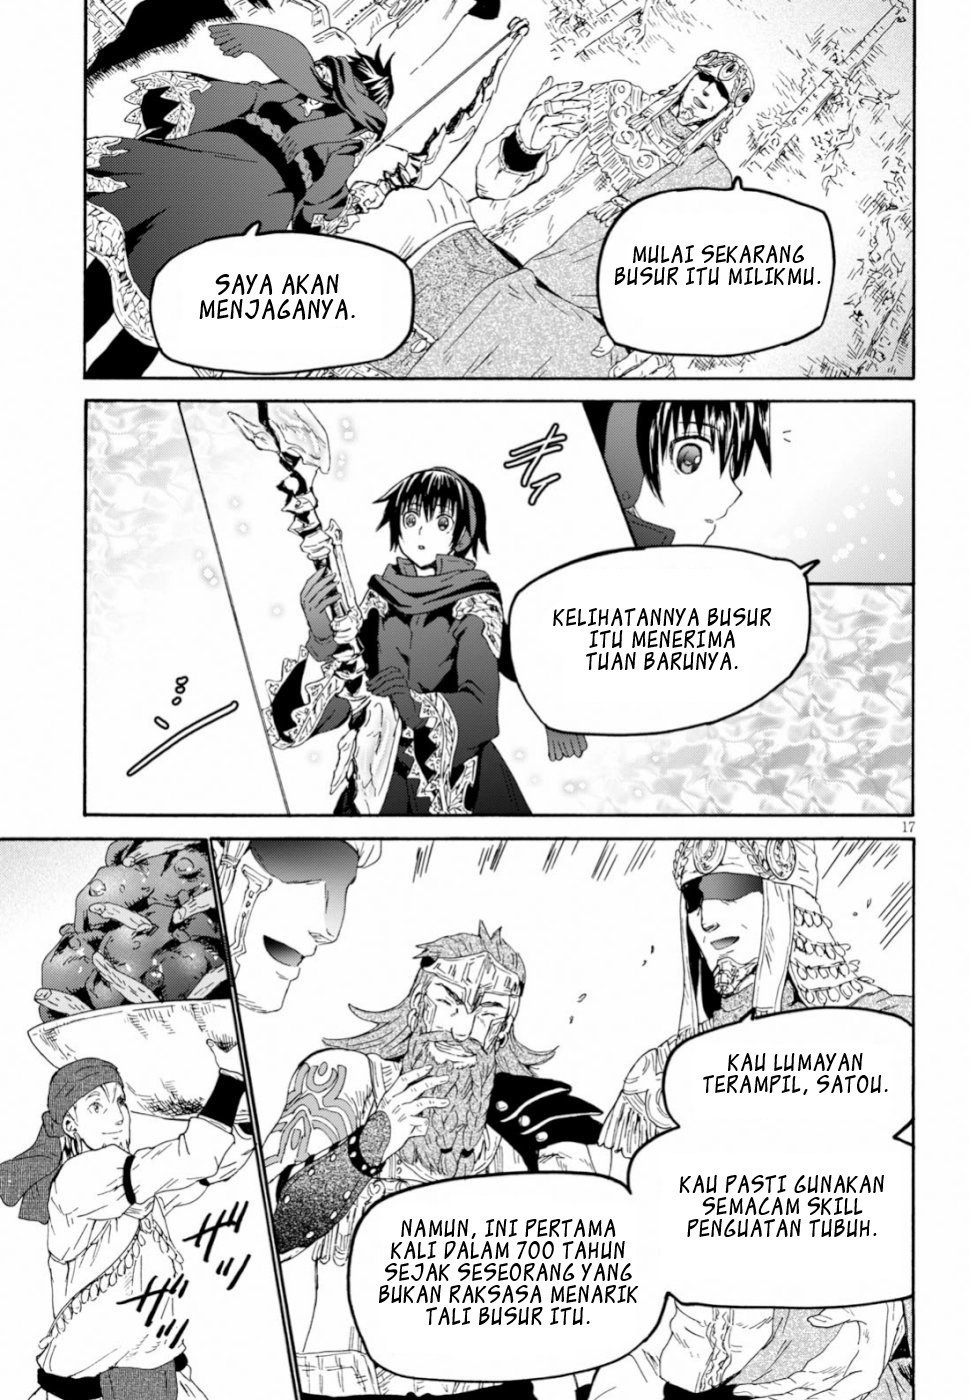 MULAI SEKARANG
BUSUR ITU MILIKMU.
SAYA AKAN
MENJAGANYA.
KELIHATANNYA BUSUR
ITU MENERIMA
TUAN BARUNYA.
17
KAU LUMAYAN
TERAMPIL, SATOU.
KAU PASTI GUNAKAN
SEMACAM SKILL
PENGUATAN TUBUH.
NAMUN, INI PERTAMA
KALI DALAM 700 TAHUN
SEJAK SESEORANG YANG
BUKAN RAKSASA MENARIK
TALI BUSUR ITU.